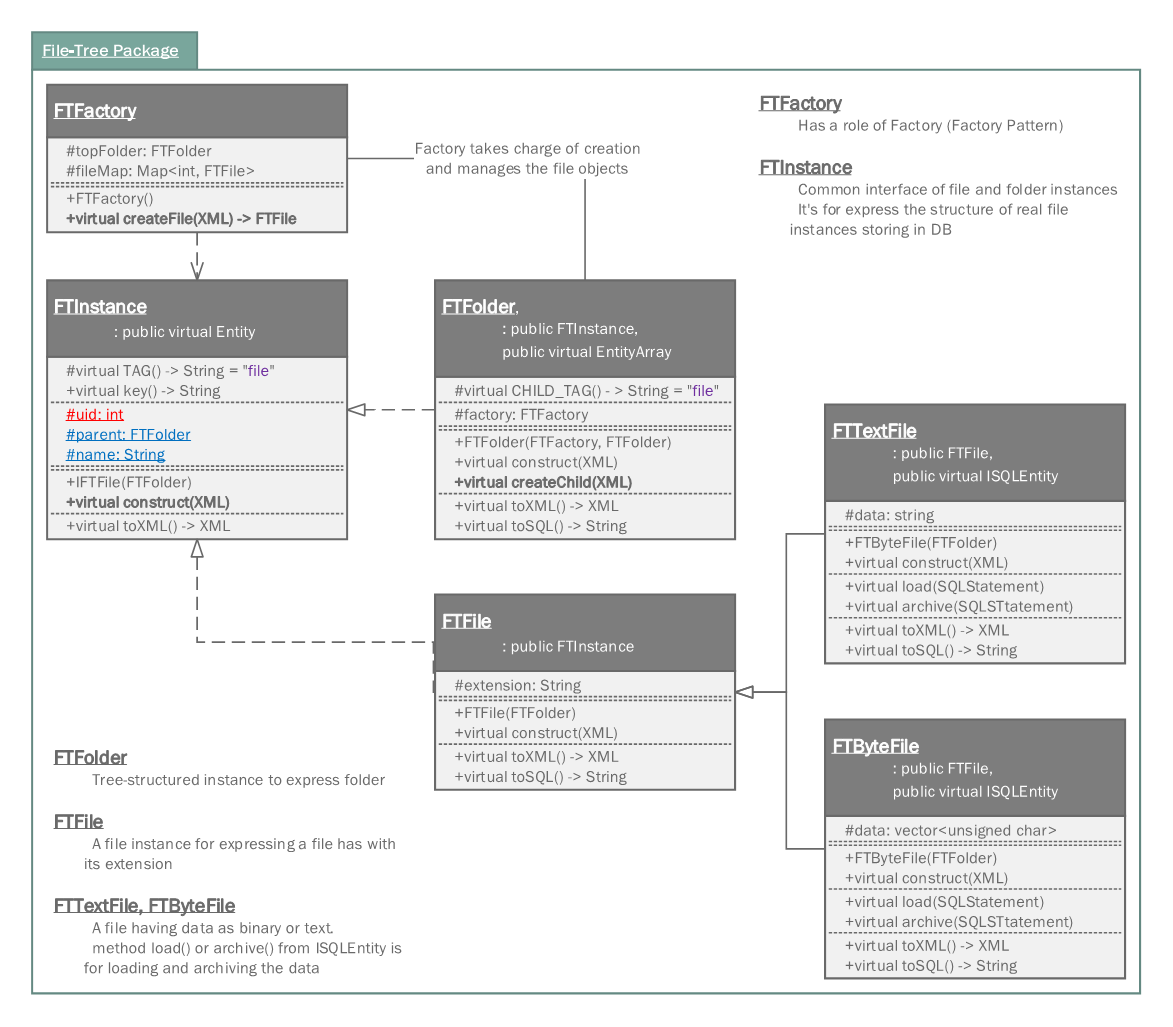 File-Tree Package
FTFactory
#topFolder: FTFolder
#fileMap: Map<int, FTFile>
+FTFactory()
+virtual createFile(XML) -> FTFile
Factory takes charge of creation
and manages the file objects
FTFactory
Has a role of Factory (Factory Pattern)
FTInstance
Common interface of file and folder instances
It's for express the structure of real file
instances storing in DB
FTInstance
: public virtual Entity
#virtual TAG() -> String = "file"
+virtual key() -> String
#uid: int
#parent: FTFolder
#name: String
+IFTFile(FTFolder)
+virtual construct(XML)
+virtual toXML() -> XML
FTFolder,
: public FTInstance,
public virtual EntityArray
#virtual CHILD_TAG() - > String = "file"
#factory: FTFactory
+FTFolder(FTFactory, FTFolder)
+virtual construct(XML)
+virtual createChild(XML)
+virtual toXML() -> XML
+virtual toSQL() -> String
FTTextFile
: public FTFile,
public virtual ISQLEntity
#data: string
+FTByteFile(FTFolder)
+virtual construct(XML)
+virtual load(SQLStatement)
+virtual archive(SQLSTtatement)
+virtual toXML() -> XML
+virtual toSQL() -> String
FTFile
: public FTInstance
#extension: String
+FTFile(FTFolder)
+virtual construct(XML)
+virtual toXML() -> XML
+virtual toSQL() -> String
FTByteFile
: public FTFile,
public virtual ISQLEntity
#data: vector<unsigned char>
+FTByteFile(FTFolder)
+virtual construct(XML)
+virtual load(SQLStatement)
+virtual archive(SQLSTtatement)
+virtual toXML() -> XML
+virtual toSQL() -> String
FTFolder
Tree-structured instance to express folder
FTFile
A file instance for expressing a file has with
its extension
FTTextFile, FTByteFile
A file having data as binary or text.
method load() or archive() from ISQLEntity is
for loading and archiving the data